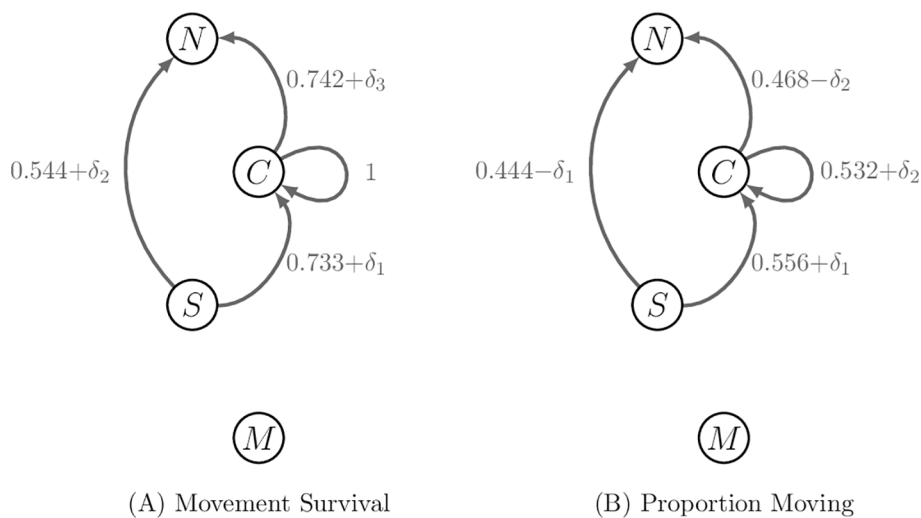 N
0.742+δ₃
0.544+δ₂
C
1
0.733+δ₁
S
M
(A) Movement Survival
N
0.468−δ₂
0.444−δ₁
C
0.532+δ₂
0.556+δ₁
S
M
(B) Proportion Moving